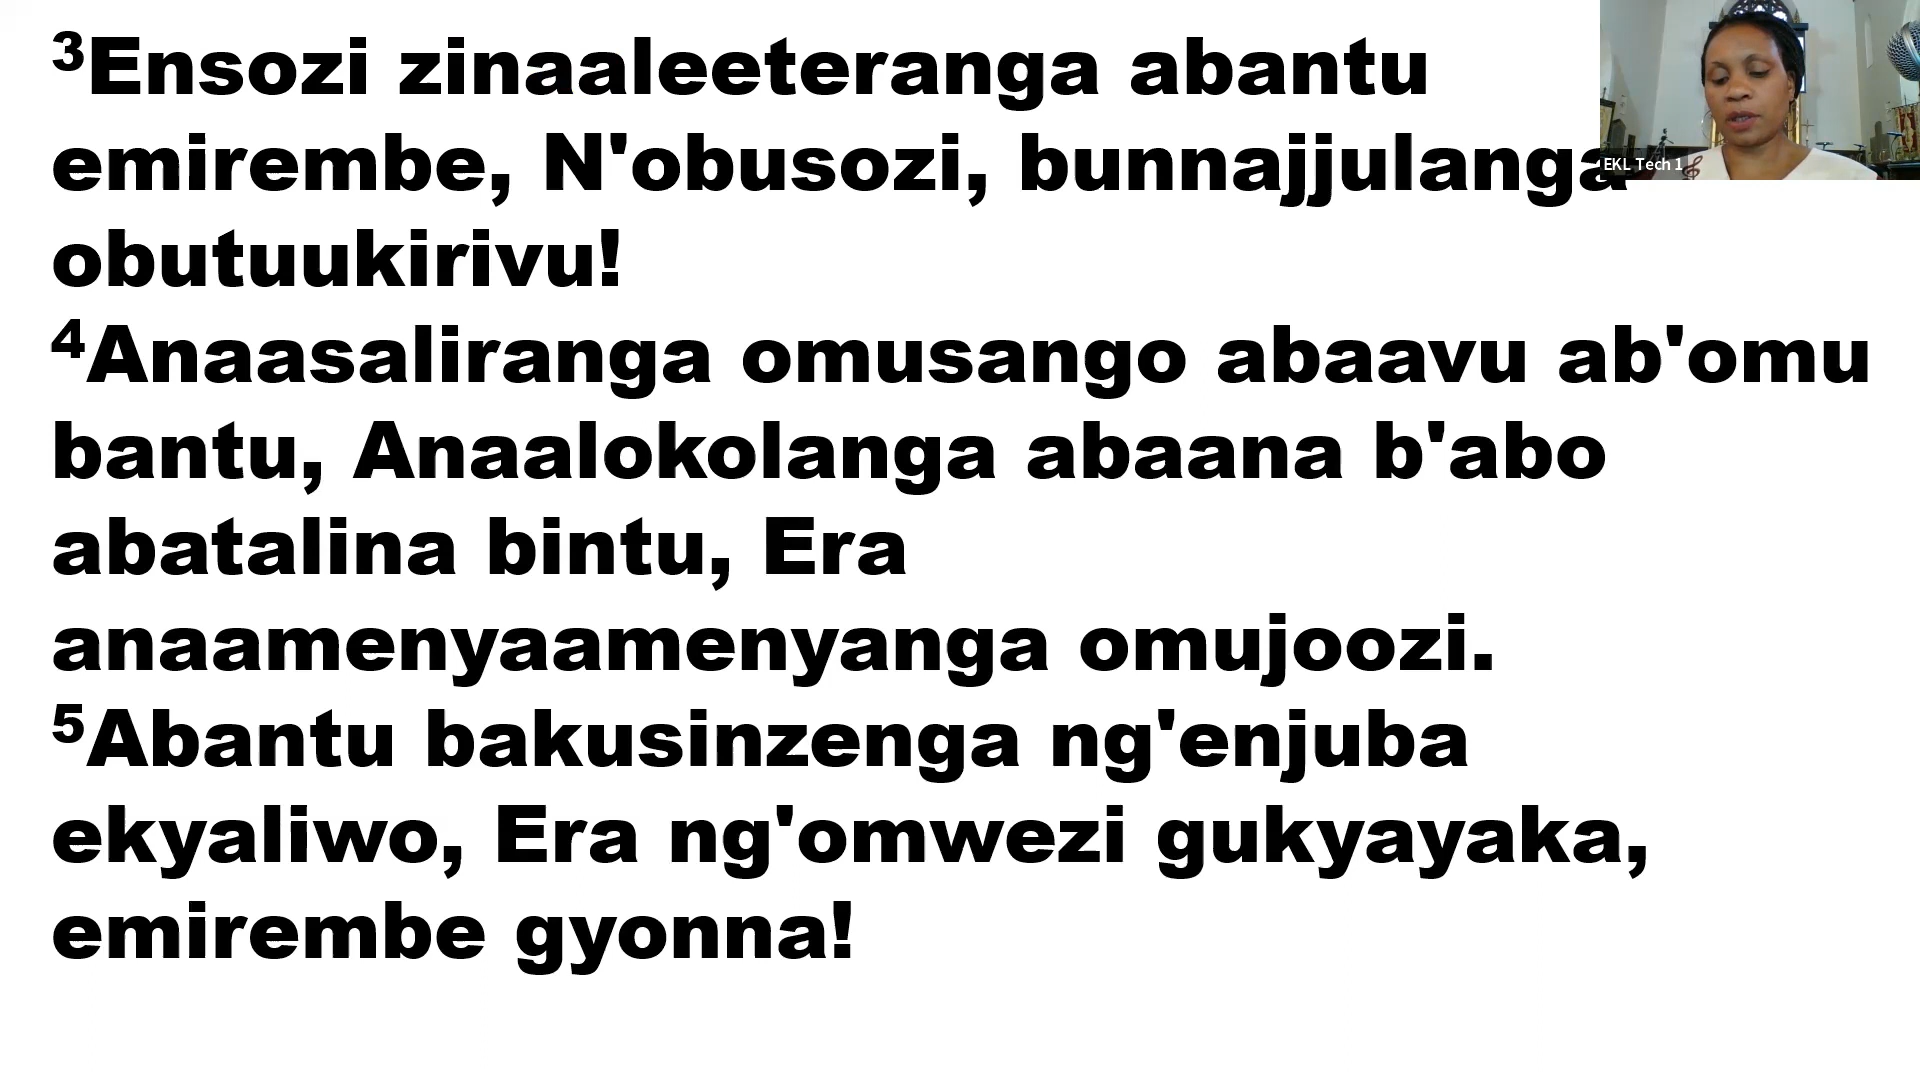 ³Ensozi zinaaleeteranga abantu
emirembe, N'obusozi, bunnajjulanga
obutuukirivu!
⁴Anaasaliranga omusango abaavu ab'omu
bantu, Anaalokolanga abaana b'abo
abatalina bintu, Era
anaamenyaamenyanga omujoozi.
⁵Abantu bakusinzenga ng'enjuba
ekyaliwo, Era ng'omwezi gukyayaka,
emirembe gyonna!
EKL Tech 1